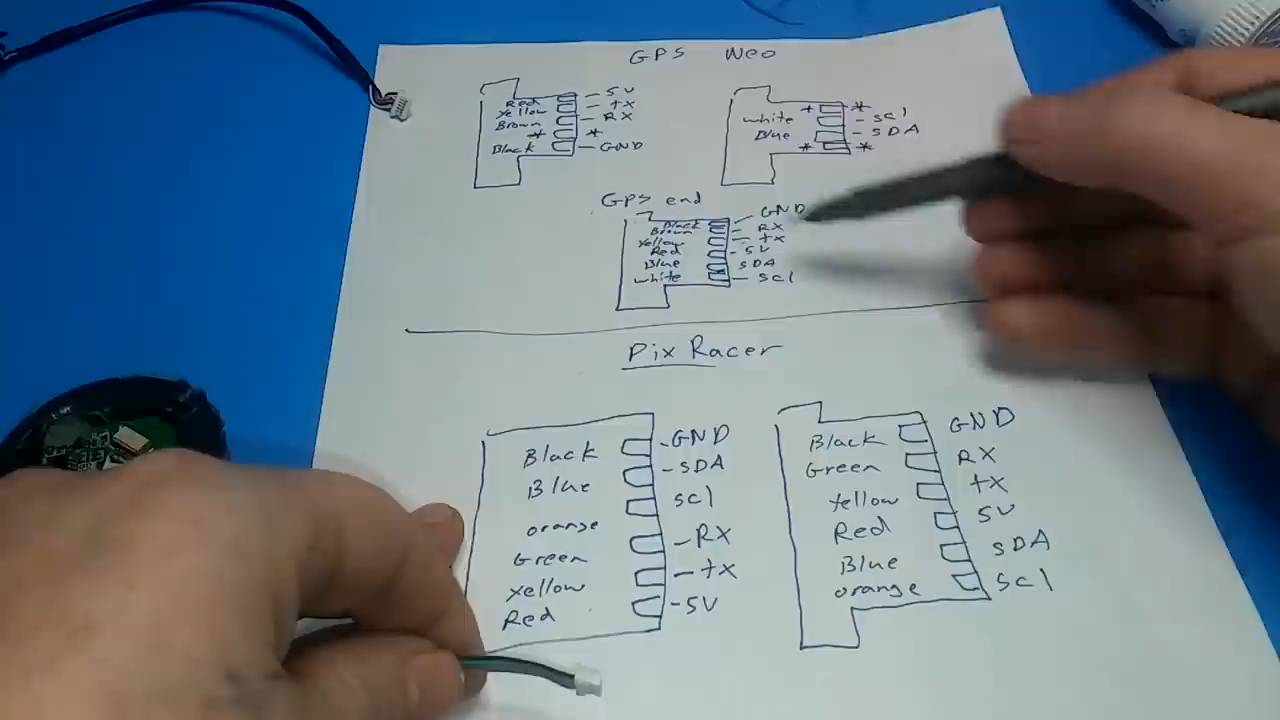 GPS Neo
Red 5V
Yellow tx
Brown RX
* *
Black GND
* *
white scl
Blue SDA
* *
GPS end
Black GND
Brown RX
Yellow tx
Red 5V
Blue SDA
white scl
Pix Racer
Black GND
Blue SDA
orange scl
Green RX
Yellow tx
Red 5V
Black GND
Green RX
Yellow tx
Red 5V
Blue SDA
orange scl